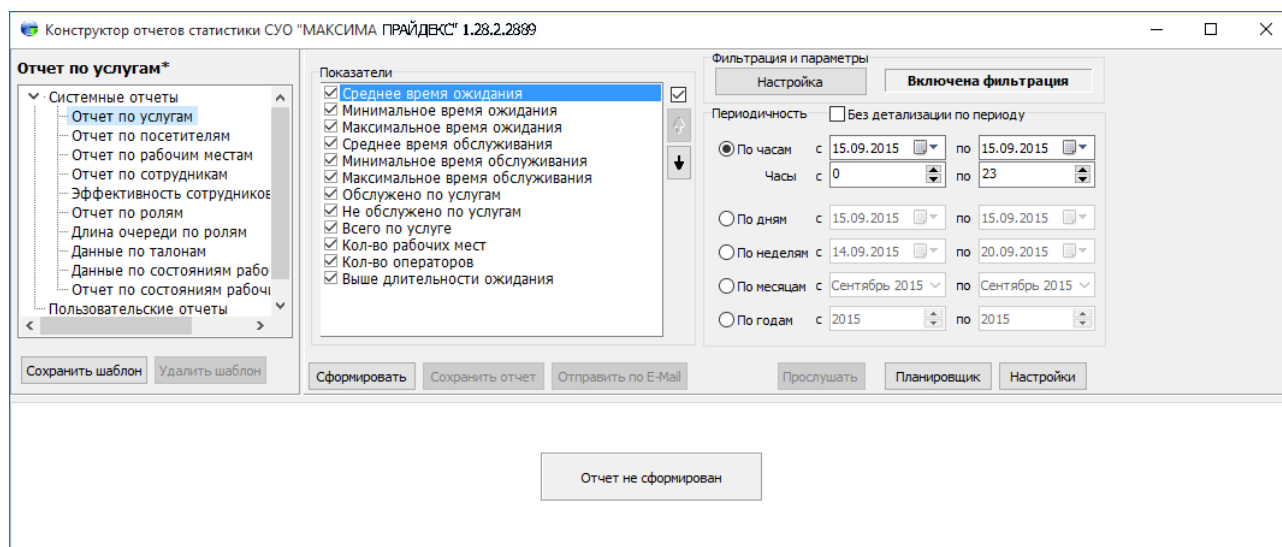 Конструктор отчетов статистики СУО "МАКСИМА ПРАЙДЕКС" 1.28.2.2889
Отчет по услугам*
Системные отчеты
Отчет по услугам
Отчет по посетителям
Отчет по рабочим местам
Отчет по сотрудникам
Эффективность сотрудников
Отчет по ролям
Длина очереди по ролям
Данные по талонам
Данные по состояниям рабо
Отчет по состояниям рабочи
Пользовательские отчеты
Сохранить шаблон Удалить шаблон
Показатели
Среднее время ожидания
Минимальное время ожидания
Максимальное время ожидания
Среднее время обслуживания
Минимальное время обслуживания
Максимальное время обслуживания
Обслужено по услугам
Не обслужено по услугам
Всего по услуге
Кол-во рабочих мест
Кол-во операторов
Выше длительности ожидания
Фильтрация и параметры
Настройка Включена фильтрация
Периодичность Без детализации по периоду
По часам с 15.09.2015 по 15.09.2015
Часы с 0 по 23
По дням с 15.09.2015 по 15.09.2015
По неделям с 14.09.2015 по 20.09.2015
По месяцам с Сентябрь 2015 по Сентябрь 2015
По годам с 2015 по 2015
Сформировать Сохранить отчет Отправить по E-Mail Прослушать Планировщик Настройки
Отчет не сформирован